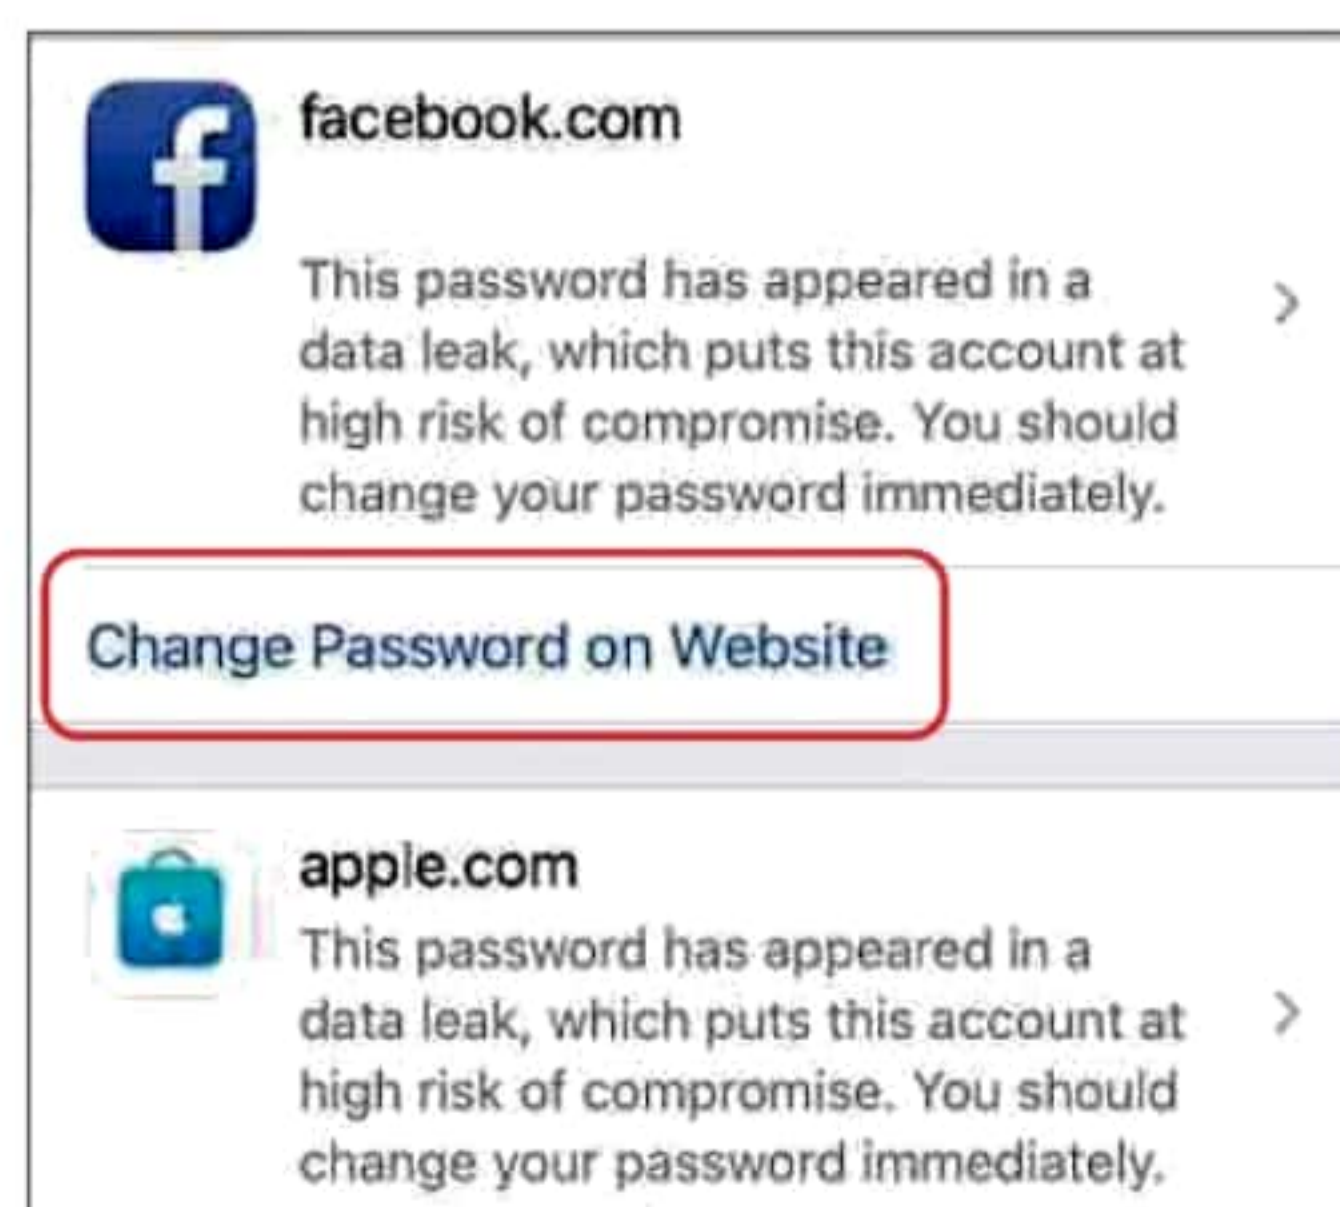 facebook.com
This password has appeared in a
data leak, which puts this account at
high risk of compromise. You should
change your password immediately.
Change Password on Website
apple.com
This password has appeared in a
data leak, which puts this account at
high risk of compromise. You should
change your password immediately.